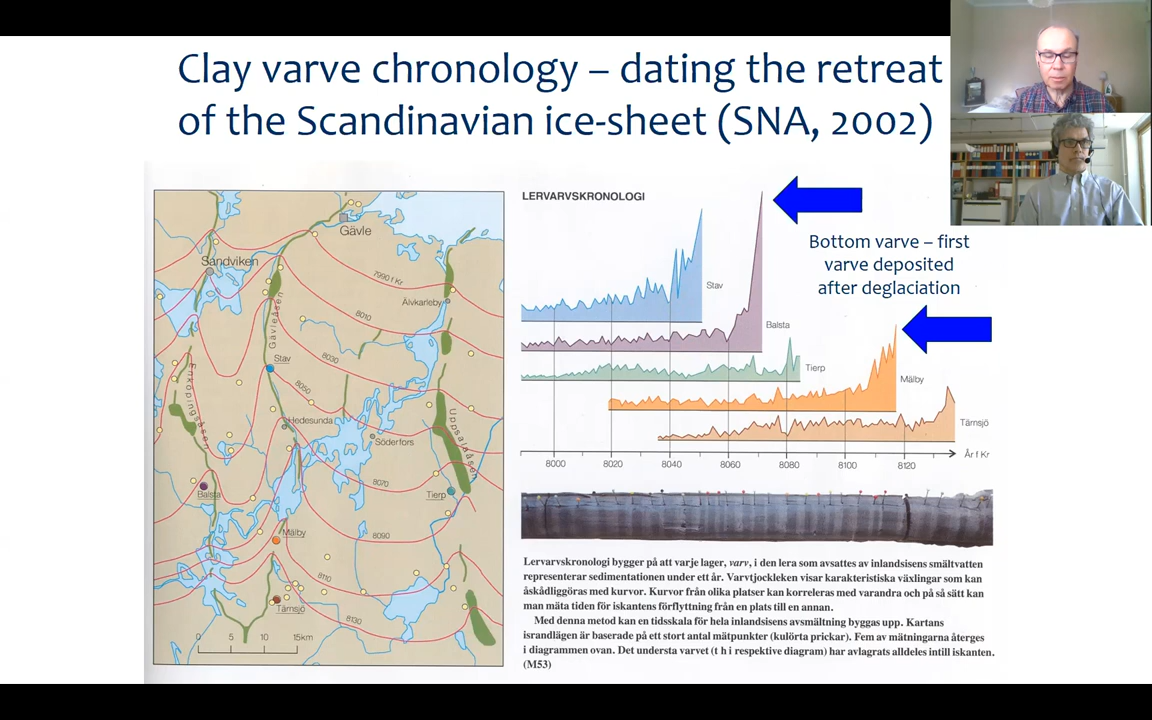 Clay varve chronology – dating the retreat
of the Scandinavian ice-sheet (SNA, 2002)
Gävle
Sandviken
7990 f Kr
Älvkarleby
8010
Gävleåsen
8030
Stav
Enköpingsåsen
8050
Hedesunda
Uppsalaåsen
Söderfors
8070
Balsta
Tierp
Mälby
8090
8110
Tärnsjö
8130
0 5 10 15km
LERVARVSKRONOLOGI
Bottom varve – first
varve deposited
after deglaciation
Stav
Balsta
Tierp
Mälby
Tärnsjö
8000 8020 8040 8060 8080 8100 8120 År f Kr
Lervarvskronologi bygger på att varje lager, varv, i den lera som avsattes av inlandsisens smältvatten
representerar sedimentationen under ett år. Varvtjockleken visar karakteristiska växlingar som kan
åskådliggöras med kurvor. Kurvor från olika platser kan korreleras med varandra och på så sätt kan
man mäta tiden för iskantens förflyttning från en plats till en annan.
Med denna metod kan en tidsskala för hela inlandsisens avsmältning byggas upp. Kartans
israndlägen är baserade på ett stort antal mätpunkter (kulörta prickar). Fem av mätningarna återges
i diagrammen ovan. Det understa varvet (t h i respektive diagram) har avlagrats alldeles intill iskanten.
(M53)